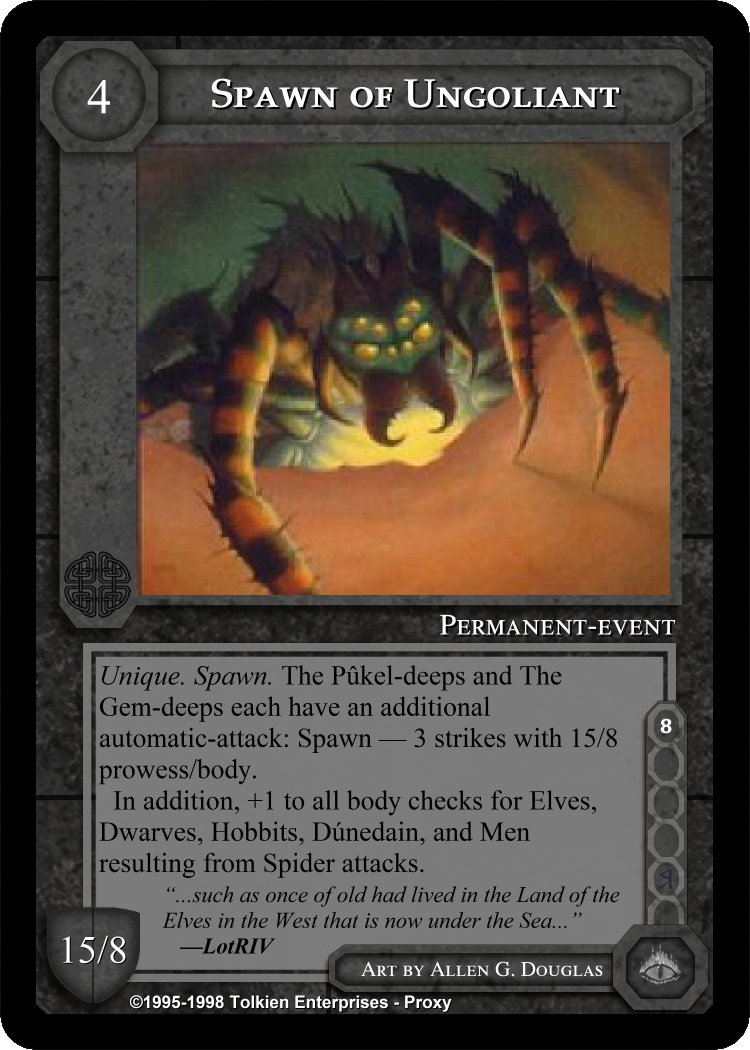 4
Spawn of Ungoliant
Permanent-event
Unique. Spawn. The Pûkel-deeps and The
Gem-deeps each have an additional
automatic-attack: Spawn — 3 strikes with 15/8
prowess/body.
In addition, +1 to all body checks for Elves,
Dwarves, Hobbits, Dúnedain, and Men
resulting from Spider attacks.
“...such as once of old had lived in the Land of the
Elves in the West that is now under the Sea...”
—LotRIV
8
15/8
Art by Allen G. Douglas
©1995-1998 Tolkien Enterprises - Proxy